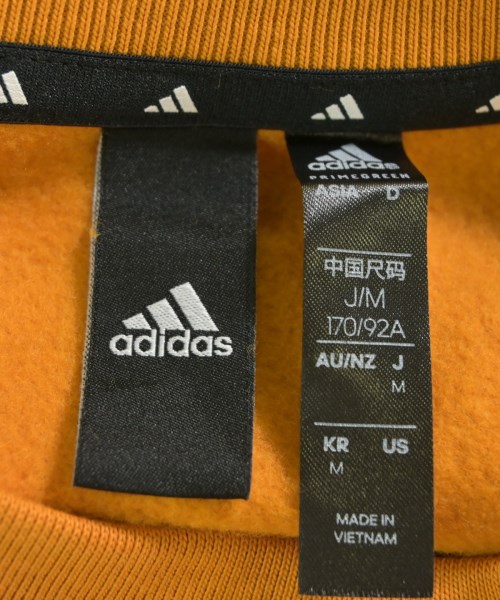 adidas
adidas
PRIMEGREEN
ASIA D
中国尺码
J/M
170/92A
AU/NZ J
M
KR US
M
MADE IN
VIETNAM